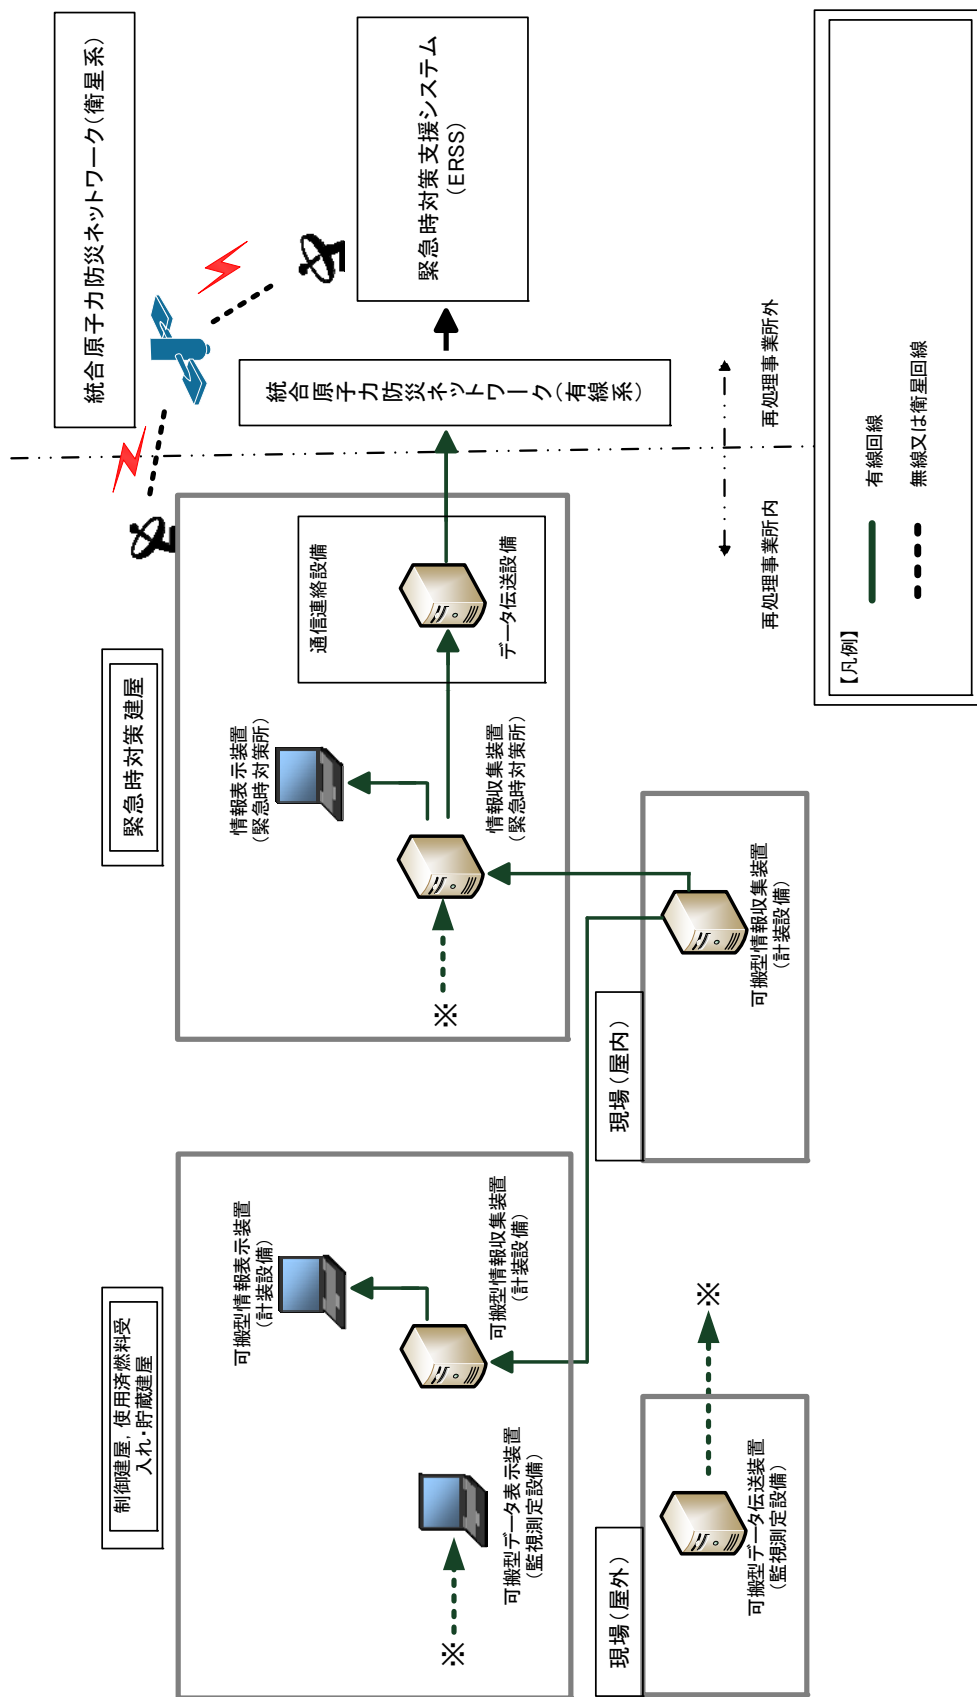 制御建屋，使用済燃料受
入れ・貯蔵建屋
可搬型情報表示装置
（計装設備）
可搬型情報収集装置
（計装設備）
※
可搬型データ表示装置
（監視測定設備）
現場（屋外）
可搬型データ伝送装置
（監視測定設備）
※
現場（屋内）
可搬型情報収集装置
（計装設備）
緊急時対策建屋
情報表示装置
（緊急時対策所）
※
情報収集装置
（緊急時対策所）
通信連絡設備
データ伝送設備
統合原子力防災ネットワーク（衛星系）
統合原子力防災ネットワーク（有線系）
緊急時対策支援システム
（ERSS）
再処理事業所内
再処理事業所外
【凡例】
有線回線
無線又は衛星回線